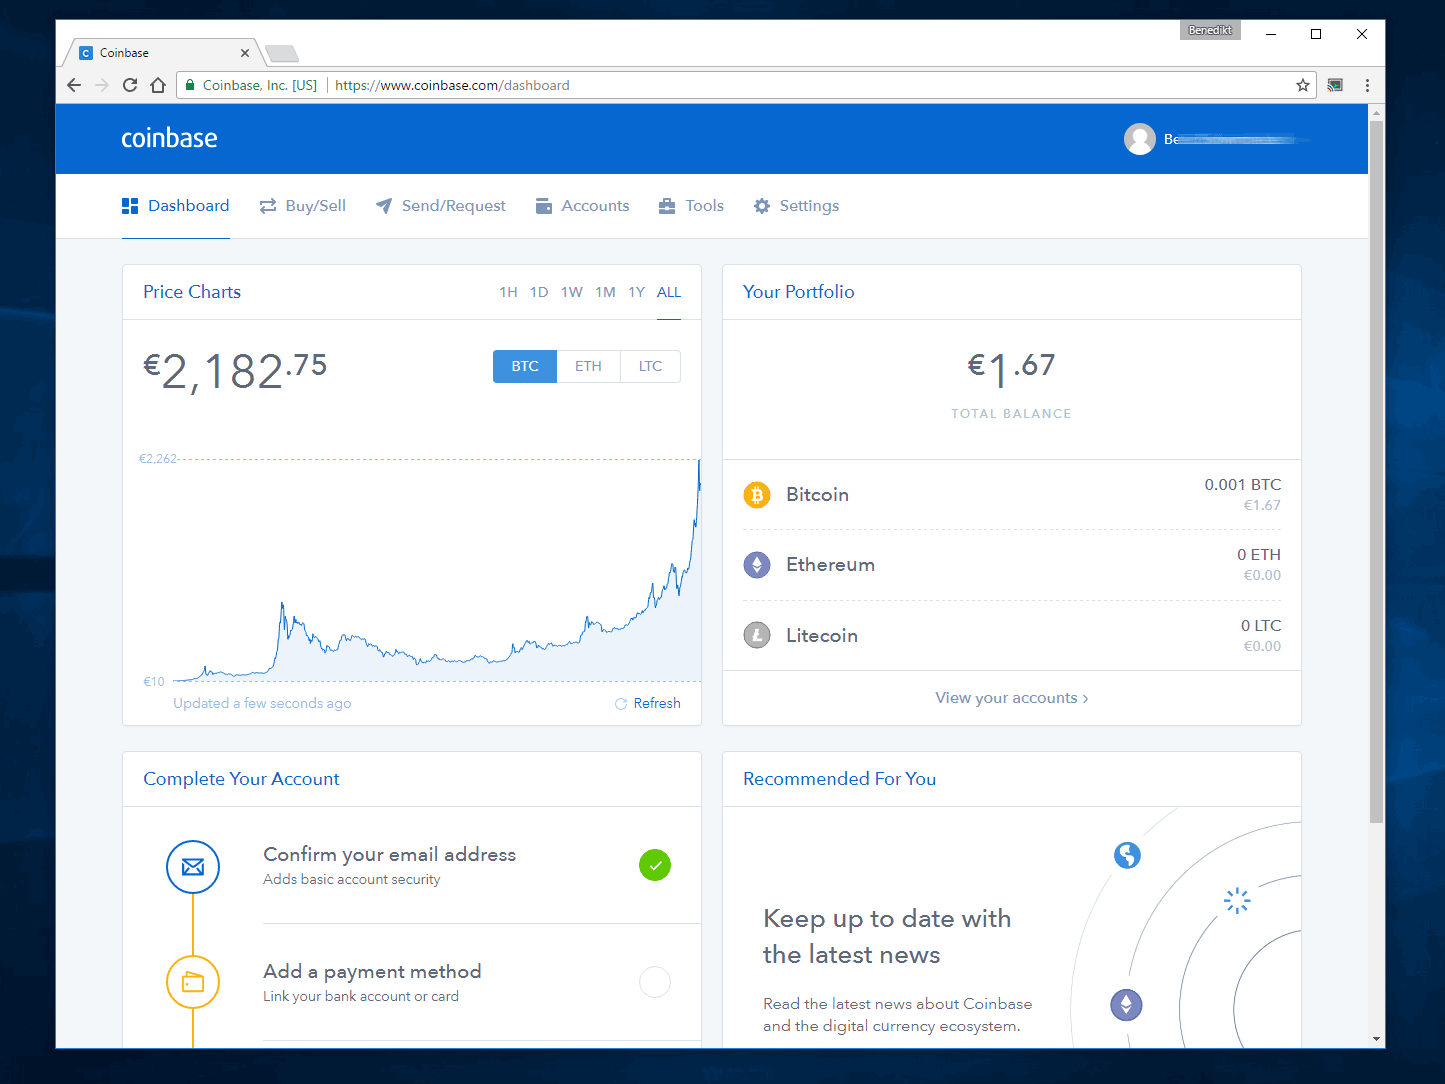 Benedikt
Coinbase
Coinbase, Inc. [US] https://www.coinbase.com/dashboard
coinbase
Dashboard Buy/Sell Send/Request Accounts Tools Settings
Price Charts 1H 1D 1W 1M 1Y ALL
€2,182.75 BTC ETH LTC
€2,262
€10
Updated a few seconds ago Refresh
Your Portfolio
€1.67
TOTAL BALANCE
Bitcoin 0.001 BTC
€1.67
Ethereum 0 ETH
€0.00
Litecoin 0 LTC
€0.00
View your accounts ›
Complete Your Account
Confirm your email address
Adds basic account security
Add a payment method
Link your bank account or card
Recommended For You
Keep up to date with
the latest news
Read the latest news about Coinbase
and the digital currency ecosystem.